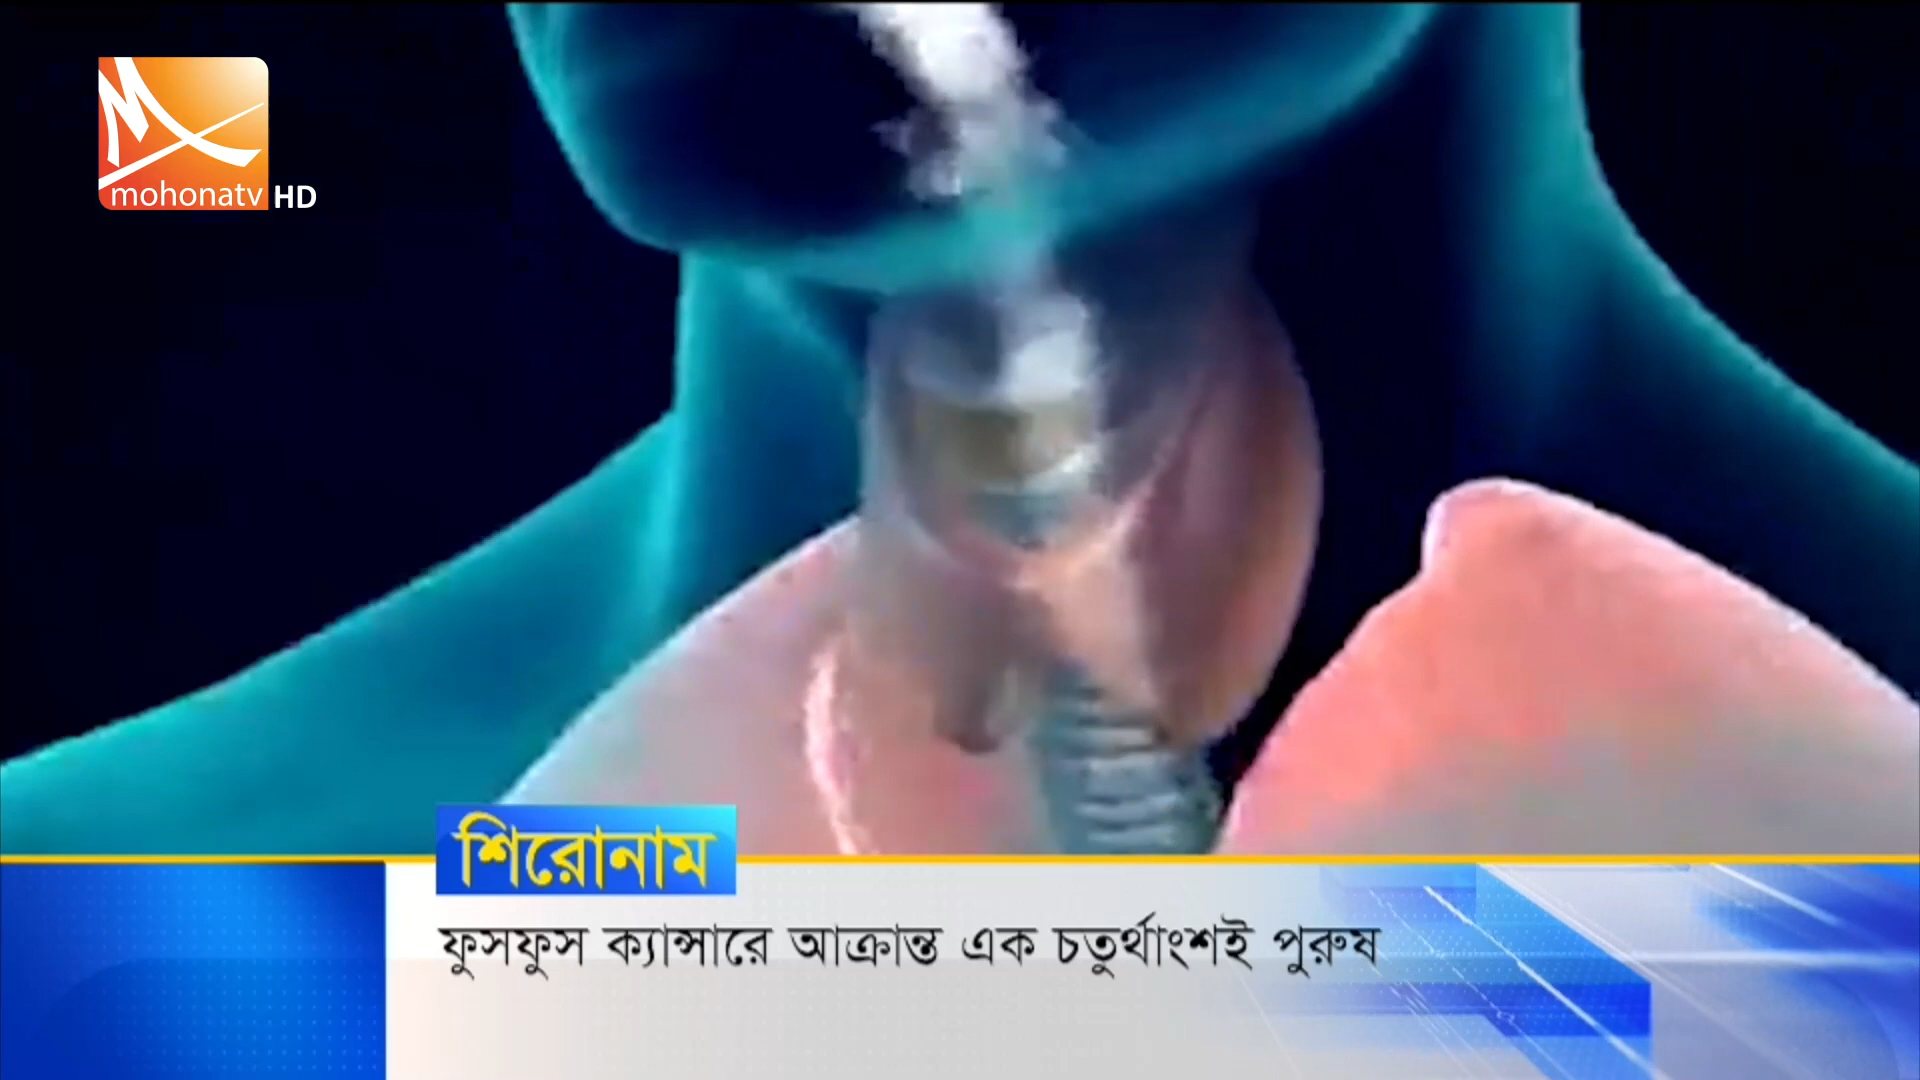 mohonatv HD
শিরোনাম
ফুসফুস ক্যান্সারে আক্রান্ত এক চতুর্থাংশই পুরুষ